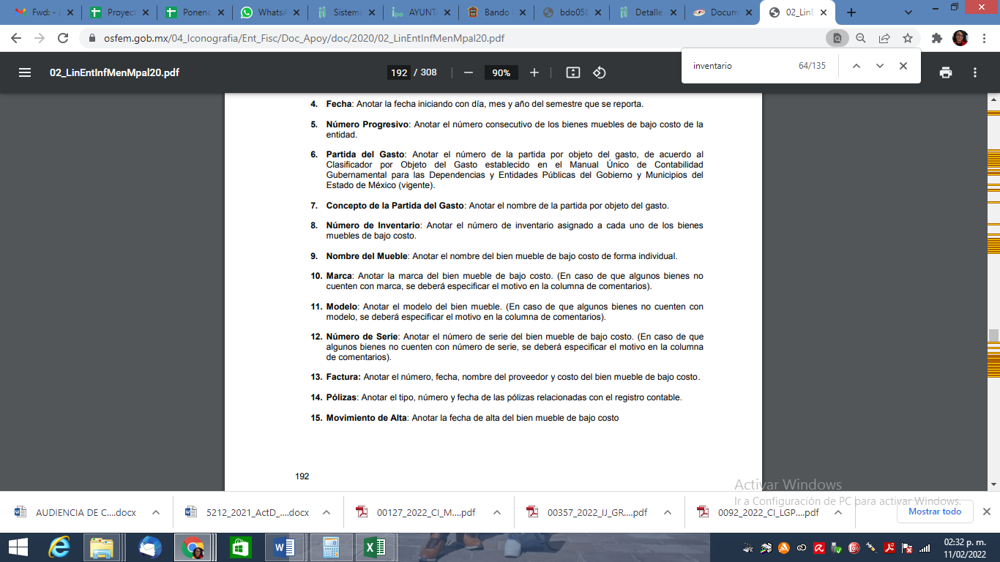 Fwd: - a
Proyect
Ponenc
WhatsA
Sistema
AYUNTA
Bando
bdo058
Detalle
Docum
02_LinE
osfem.gob.mx/04_Iconografia/Ent_Fisc/Doc_Apoy/doc/2020/02_LinEntInfMenMpal20.pdf
02_LinEntInfMenMpal20.pdf
192 / 308
90%
inventario
64/135
4. Fecha: Anotar la fecha iniciando con día, mes y año del semestre que se reporta.
5. Número Progresivo: Anotar el número consecutivo de los bienes muebles de bajo costo de la
entidad.
6. Partida del Gasto: Anotar el número de la partida por objeto del gasto, de acuerdo al
Clasificador por Objeto del Gasto establecido en el Manual Único de Contabilidad
Gubernamental para las Dependencias y Entidades Públicas del Gobierno y Municipios del
Estado de México (vigente).
7. Concepto de la Partida del Gasto: Anotar el nombre de la partida por objeto del gasto.
8. Número de Inventario: Anotar el número de inventario asignado a cada uno de los bienes
muebles de bajo costo.
9. Nombre del Mueble: Anotar el nombre del bien mueble de bajo costo de forma individual.
10. Marca: Anotar la marca del bien mueble de bajo costo. (En caso de que algunos bienes no
cuenten con marca, se deberá especificar el motivo en la columna de comentarios).
11. Modelo: Anotar el modelo del bien mueble. (En caso de que algunos bienes no cuenten con
modelo, se deberá especificar el motivo en la columna de comentarios).
12. Número de Serie: Anotar el número de serie del bien mueble de bajo costo. (En caso de que
algunos bienes no cuenten con número de serie, se deberá especificar el motivo en la columna
de comentarios).
13. Factura: Anotar el número, fecha, nombre del proveedor y costo del bien mueble de bajo costo.
14. Pólizas: Anotar el tipo, número y fecha de las pólizas relacionadas con el registro contable.
15. Movimiento de Alta: Anotar la fecha de alta del bien mueble de bajo costo
192
Activar Windows
Ir a Configuración de PC para activar Windows.
AUDIENCIA DE C....docx
5212_2021_ActD_....docx
00127_2022_CI_M....pdf
00357_2022_IJ_GR....pdf
0092_2022_CI_LGP....pdf
Mostrar todo
02:32 p. m.
11/02/2022